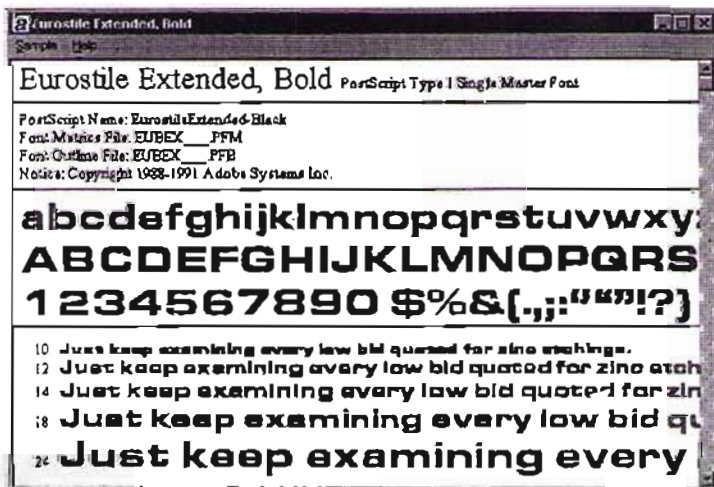 Eurostile Extended, Bold
Sample Help
Eurostile Extended, Bold PostScript Type 1 Single Master Font
PostScript Name: EurostileExtended-Black
Font Metrics File: EUBEX___.PFM
Font Outline File: EUBEX___.PFB
Notice: Copyright 1988-1991 Adobe Systems Inc.
abcdefghijklmnopqrstuvwxy
ABCDEFGHIJKLMNOPQRS
1234567890 $%&(.,;:“““”!?)
10 Just keep examining every low bid quoted for zinc etchings.
12 Just keep examining every low bid quoted for zinc etch
14 Just keep examining every low bid quoted for zin
18 Just keep examining every low bid qu
24 Just keep examining every